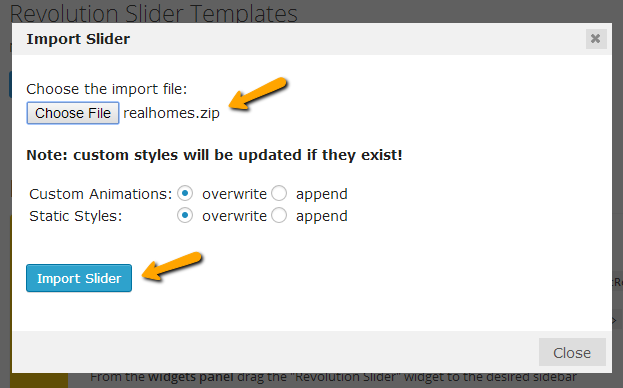 Revolution Slider Templates
Import Slider
Choose the import file:
Choose File realhomes.zip
Note: custom styles will be updated if they exist!
Custom Animations: overwrite append
Static Styles: overwrite append
Import Slider
Close
From the widgets panel drag the "Revolution Slider" widget to the desired sidebar